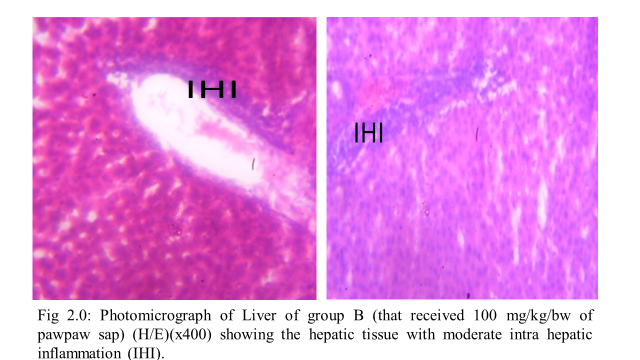 IHI
IHI
Fig 2.0: Photomicrograph of Liver of group B (that received 100 mg/kg/bw of
pawpaw sap) (H/E)(x400) showing the hepatic tissue with moderate intra hepatic
inflammation (IHI).